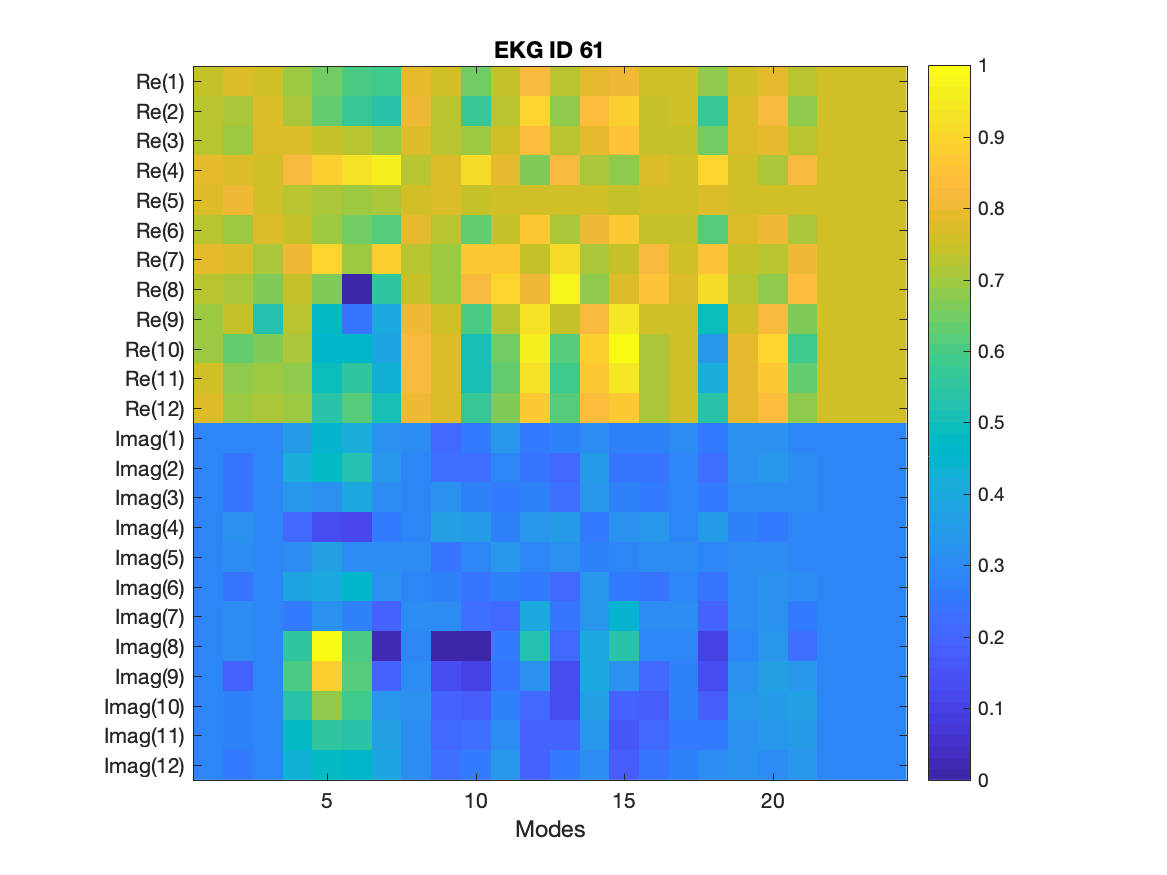 EKG ID 61
Re(1)
Re(2)
Re(3)
Re(4)
Re(5)
Re(6)
Re(7)
Re(8)
Re(9)
Re(10)
Re(11)
Re(12)
Imag(1)
Imag(2)
Imag(3)
Imag(4)
Imag(5)
Imag(6)
Imag(7)
Imag(8)
Imag(9)
Imag(10)
Imag(11)
Imag(12)
5 10 15 20
Modes
1
0.9
0.8
0.7
0.6
0.5
0.4
0.3
0.2
0.1
0